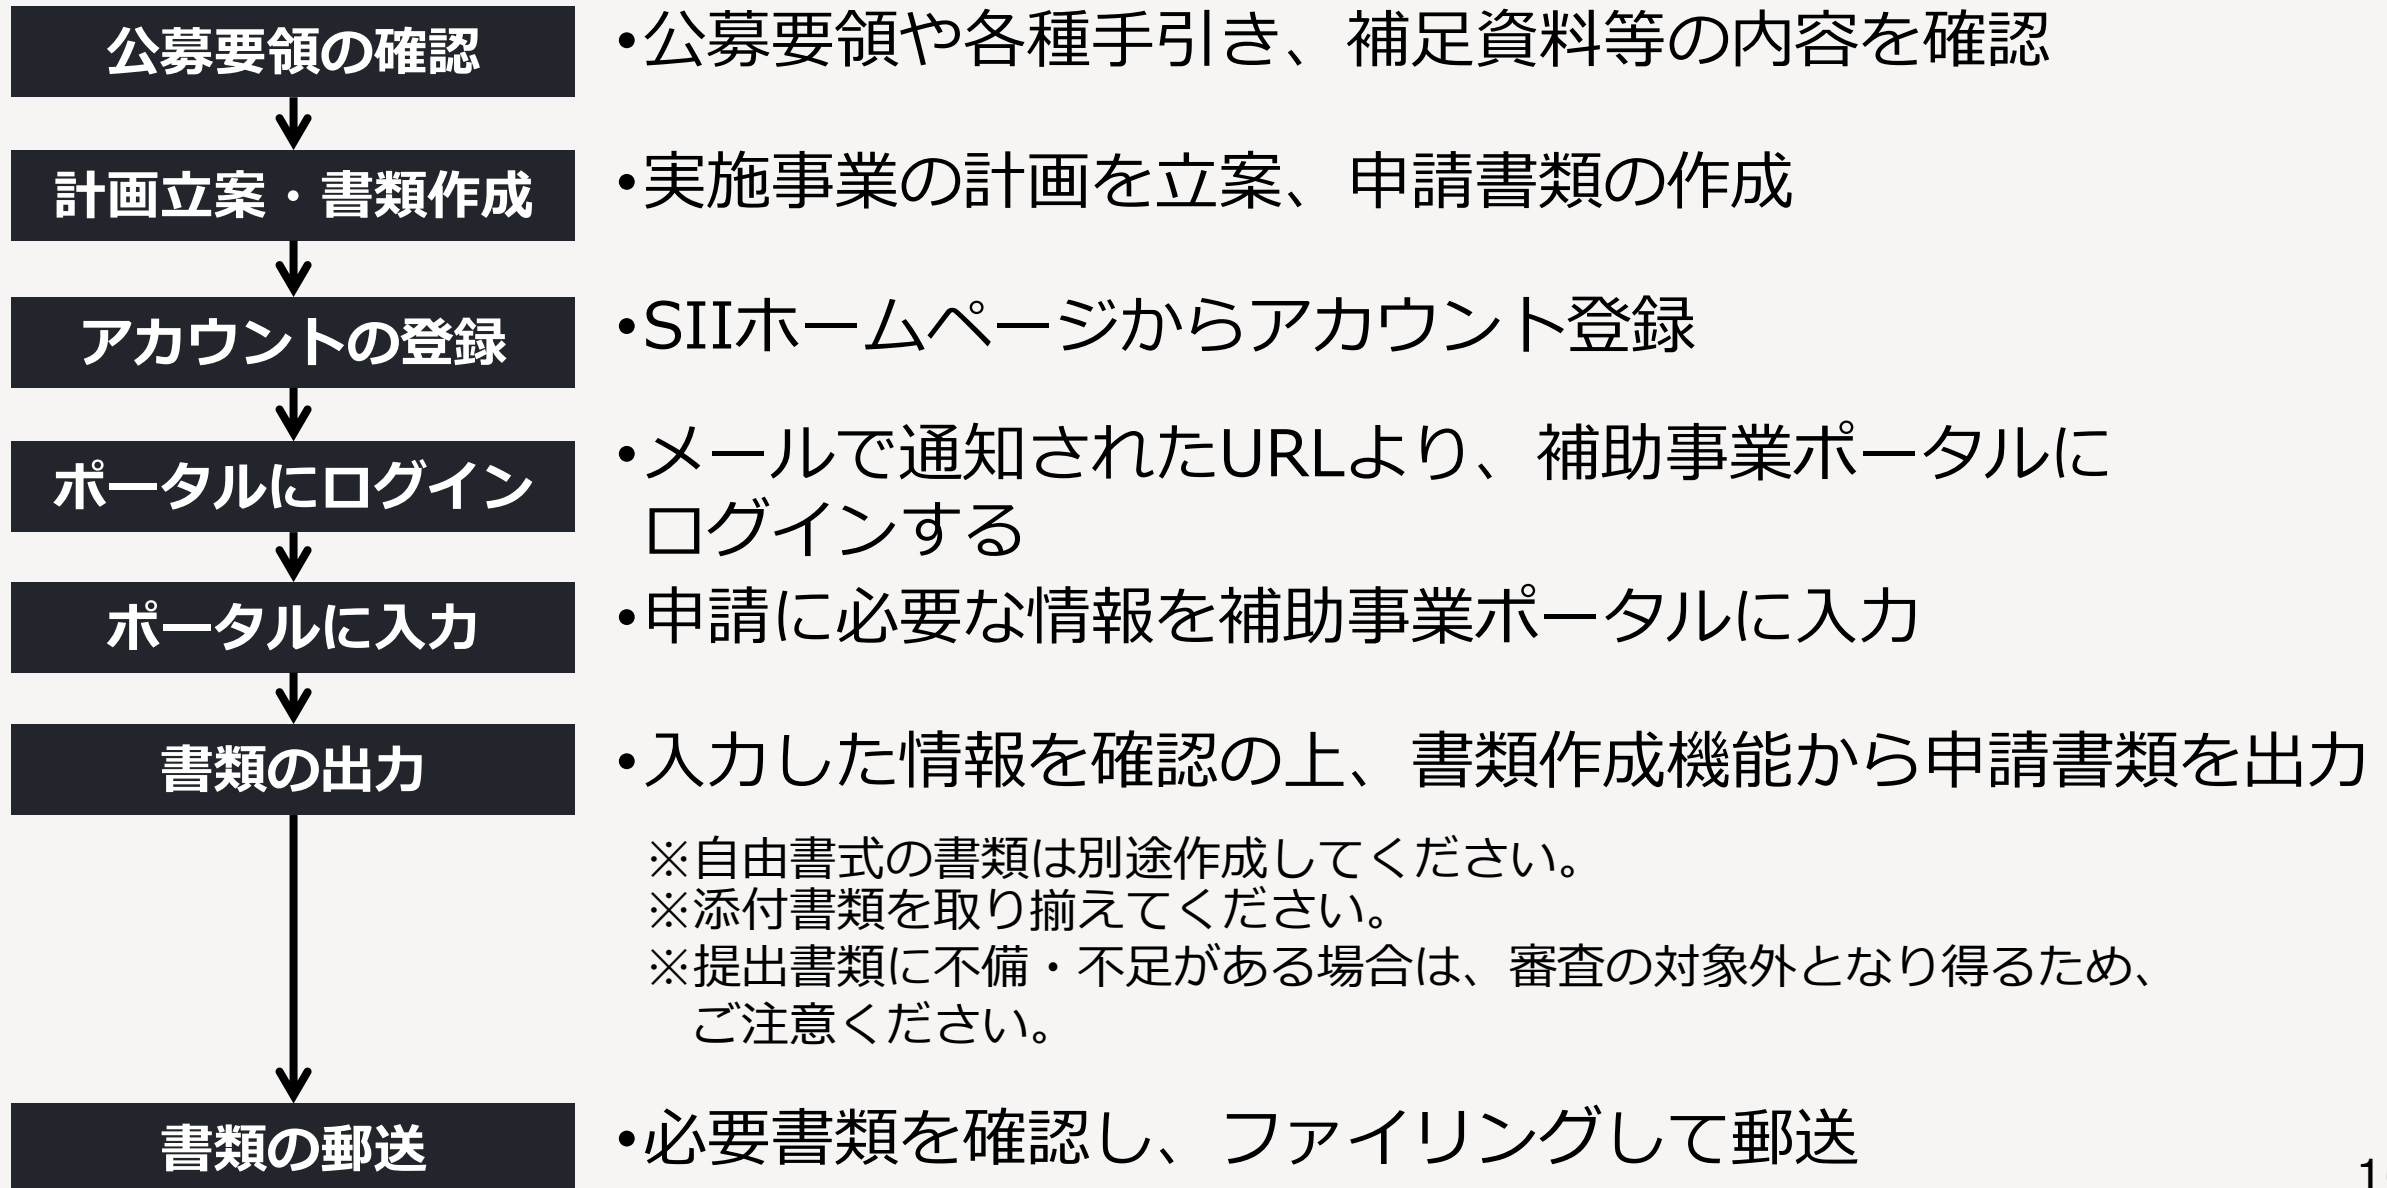 公募要領の確認
•公募要領や各種手引き、補足資料等の内容を確認
計画立案・書類作成
•実施事業の計画を立案、申請書類の作成
アカウントの登録
•SIIホームページからアカウント登録
ポータルにログイン
•メールで通知されたURLより、補助事業ポータルに
ログインする
ポータルに入力
•申請に必要な情報を補助事業ポータルに入力
書類の出力
•入力した情報を確認の上、書類作成機能から申請書類を出力
※自由書式の書類は別途作成してください。
※添付書類を取り揃えてください。
※提出書類に不備・不足がある場合は、審査の対象外となり得るため、
ご注意ください。
書類の郵送
•必要書類を確認し、ファイリングして郵送